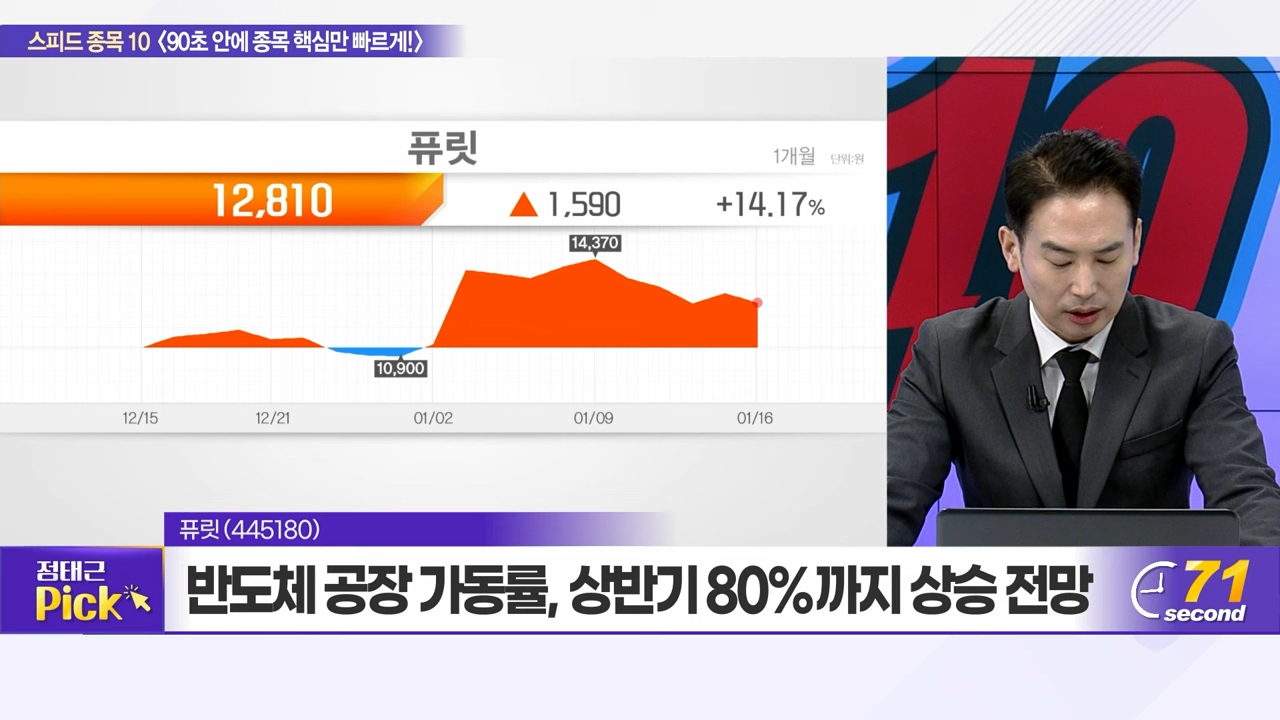 스피드 종목 10 〈90초 안에 종목 핵심만 빠르게!〉
퓨릿
1개월 단위:원
12,810 ▲ 1,590 +14.17%
14,370
10,900
12/15 12/21 01/02 01/09 01/16
10
퓨릿(445180)
정태근
Pick
반도체 공장 가동률, 상반기 80%까지 상승 전망
71
second